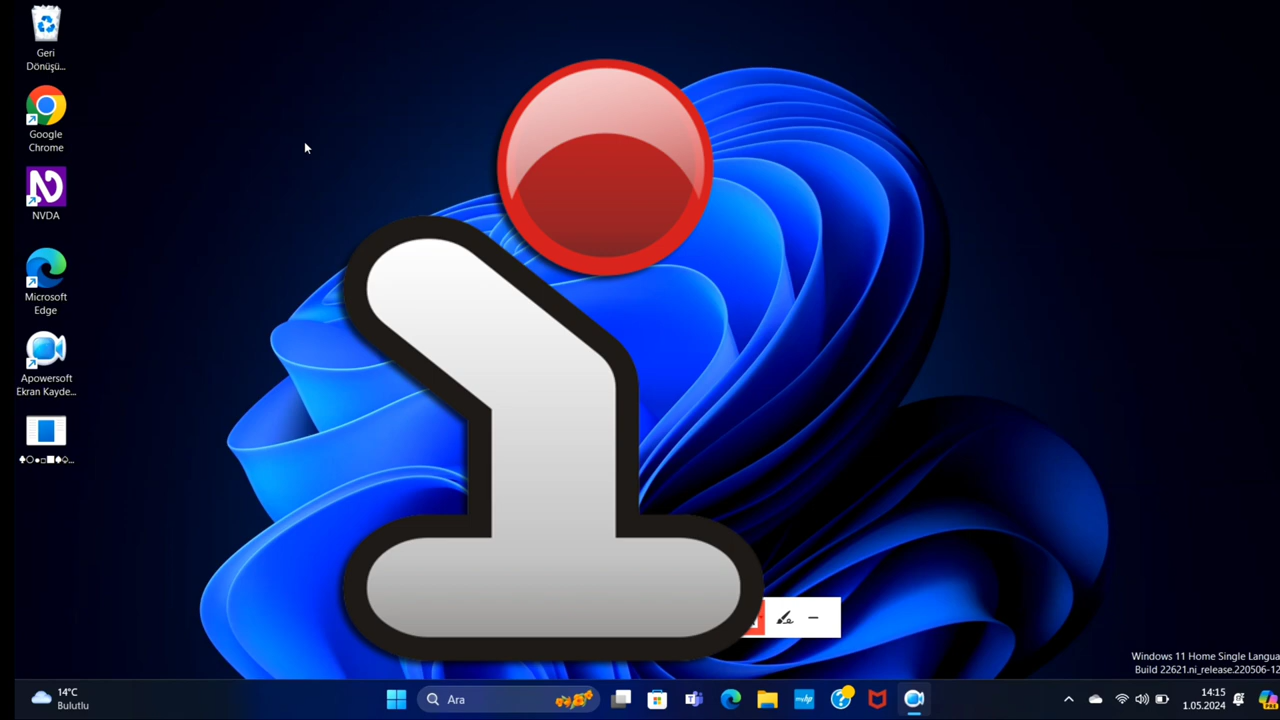 Geri
Dönüşü...
Google
Chrome
NVDA
Microsoft
Edge
Apowersoft
Ekran Kayde...
Windows 11 Home Single Langua
Build 22621.ni_release.220506-12
14°C
Bulutlu
Ara
myhp
14:15
1.05.2024